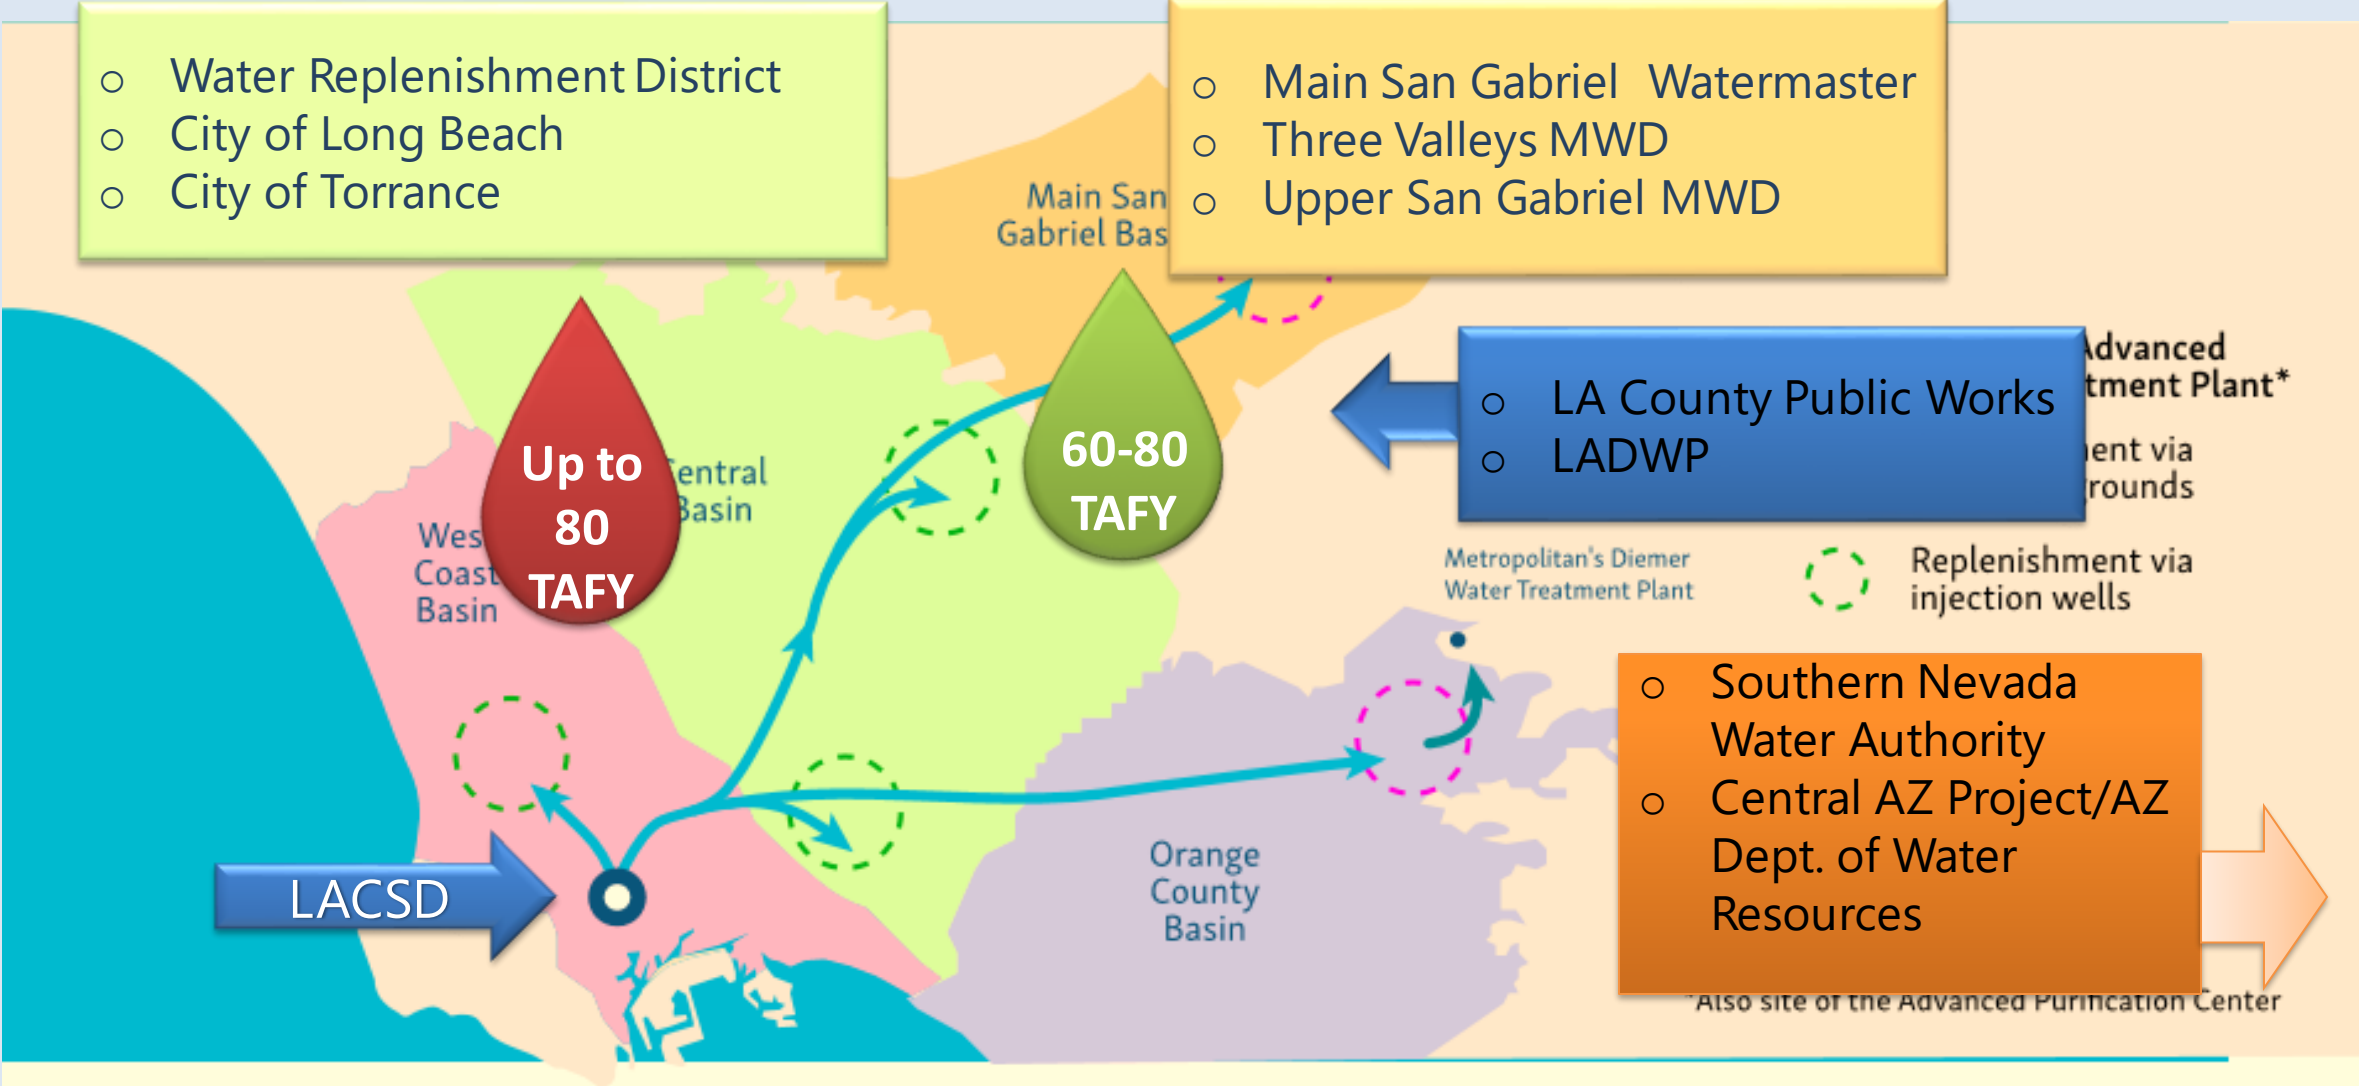 o Water Replenishment District
o City of Long Beach
o City of Torrance
o Main San Gabriel Watermaster
o Three Valleys MWD
o Upper San Gabriel MWD
Main San
Gabriel Bas
o LA County Public Works
o LADWP
Advanced
tment Plant*
ent via
rounds
Up to
80
TAFY
60-80
TAFY
entral
Basin
Wes
Coast
Basin
Metropolitan's Diemer
Water Treatment Plant
Replenishment via
injection wells
o Southern Nevada
Water Authority
o Central AZ Project/AZ
Dept. of Water
Resources
LACSD
Orange
County
Basin
*Also site of the Advanced Purification Center